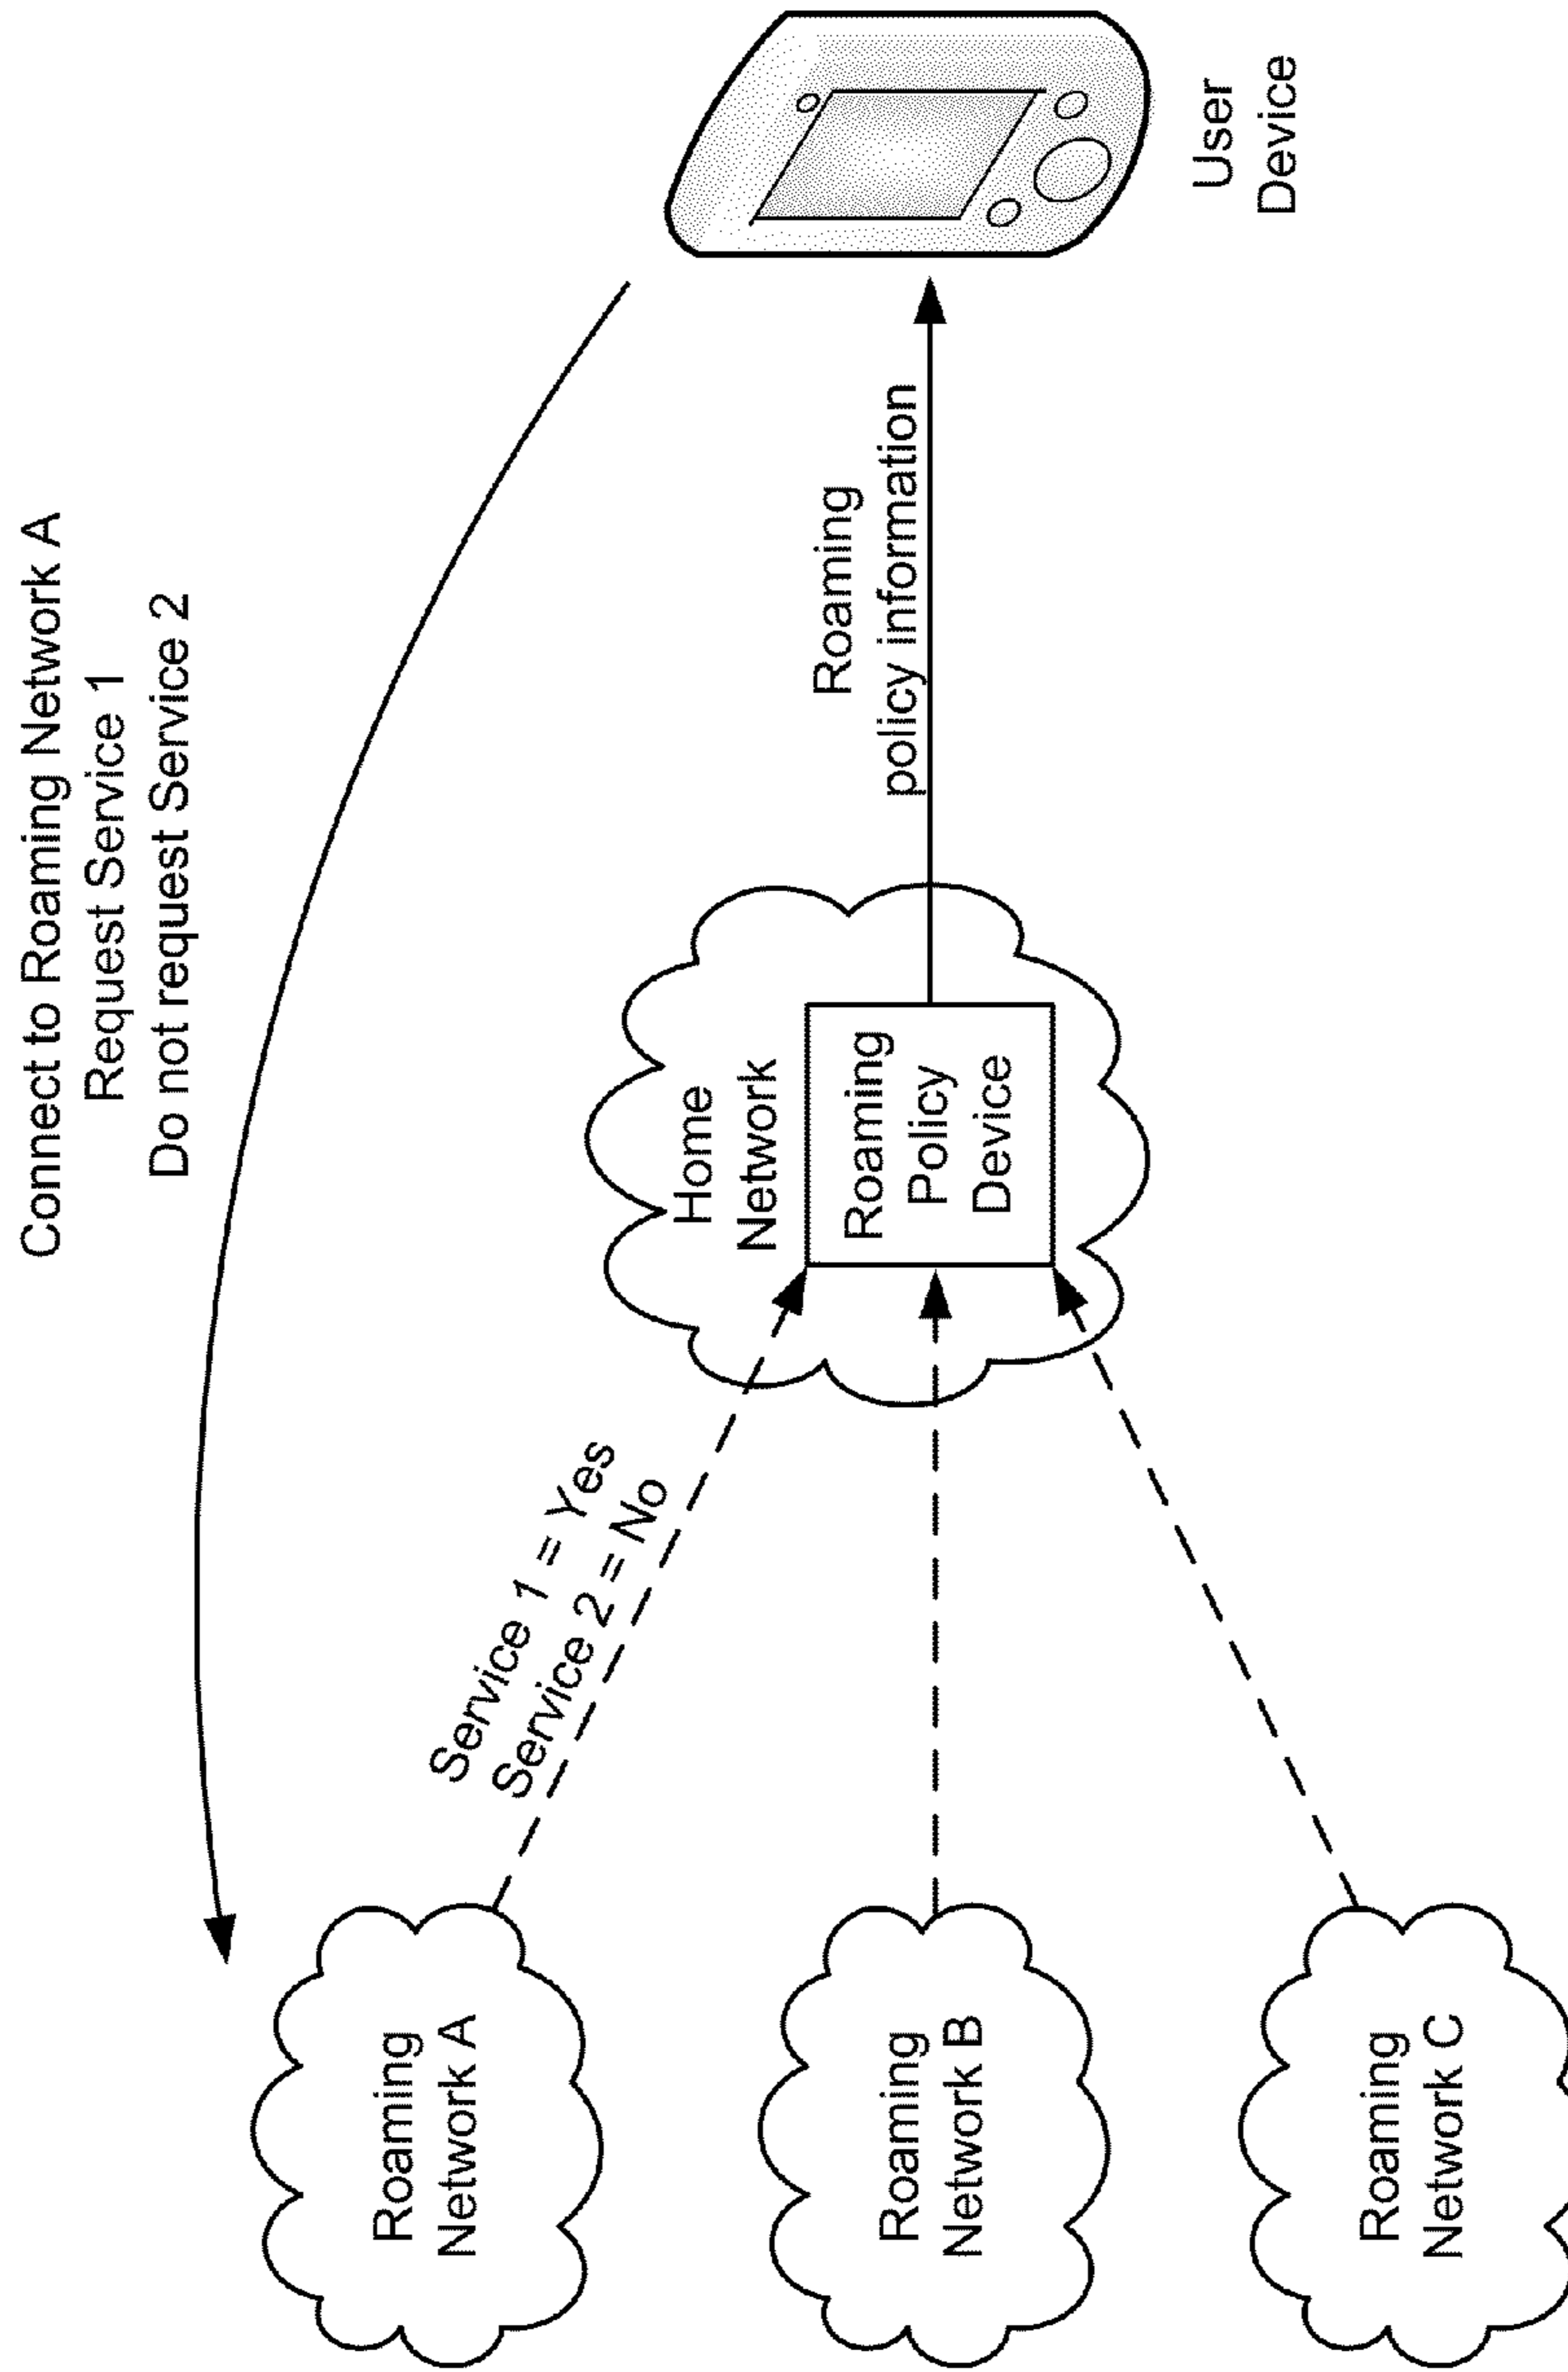 Connect to Roaming Network A
Request Service 1
Do not request Service 2
Roaming
Network A
Service 1 = Yes
Service 2 = No
Home
Network
Roaming
Policy
Device
Roaming
policy information
User
Device
Roaming
Network B
Roaming
Network C